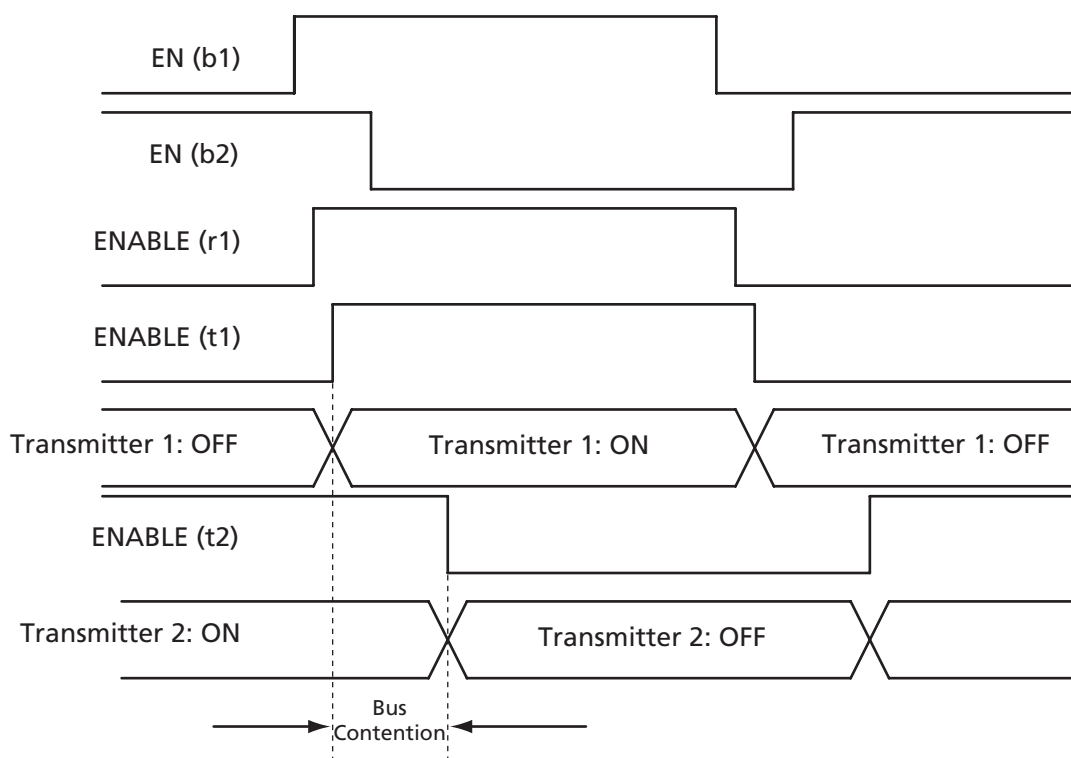 EN (b1)
EN (b2)
ENABLE (r1)
ENABLE (t1)
Transmitter 1: OFF
Transmitter 1: ON
Transmitter 1: OFF
ENABLE (t2)
Transmitter 2: ON
Transmitter 2: OFF
Bus
Contention